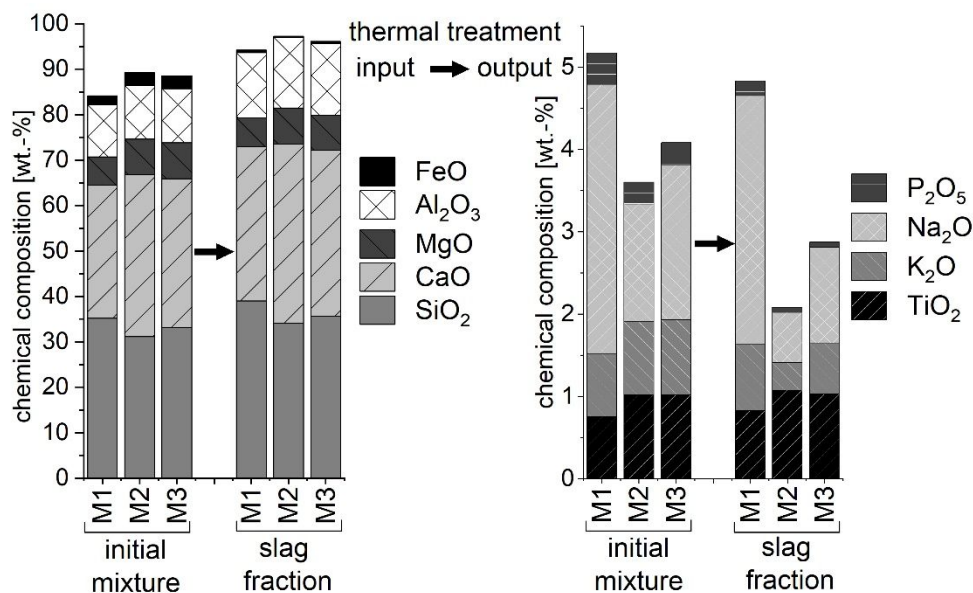 thermal treatment
input output
chemical composition [wt.-%]
100
90
80
70
60
50
40
30
20
10
0
FeO
Al₂O₃
MgO
CaO
SiO₂
M1 M2 M3 M1 M2 M3
initial mixture
slag fraction
chemical composition [wt.-%]
5
4
3
2
1
0
P₂O₅
Na₂O
K₂O
TiO₂
M1 M2 M3 M1 M2 M3
initial mixture
slag fraction